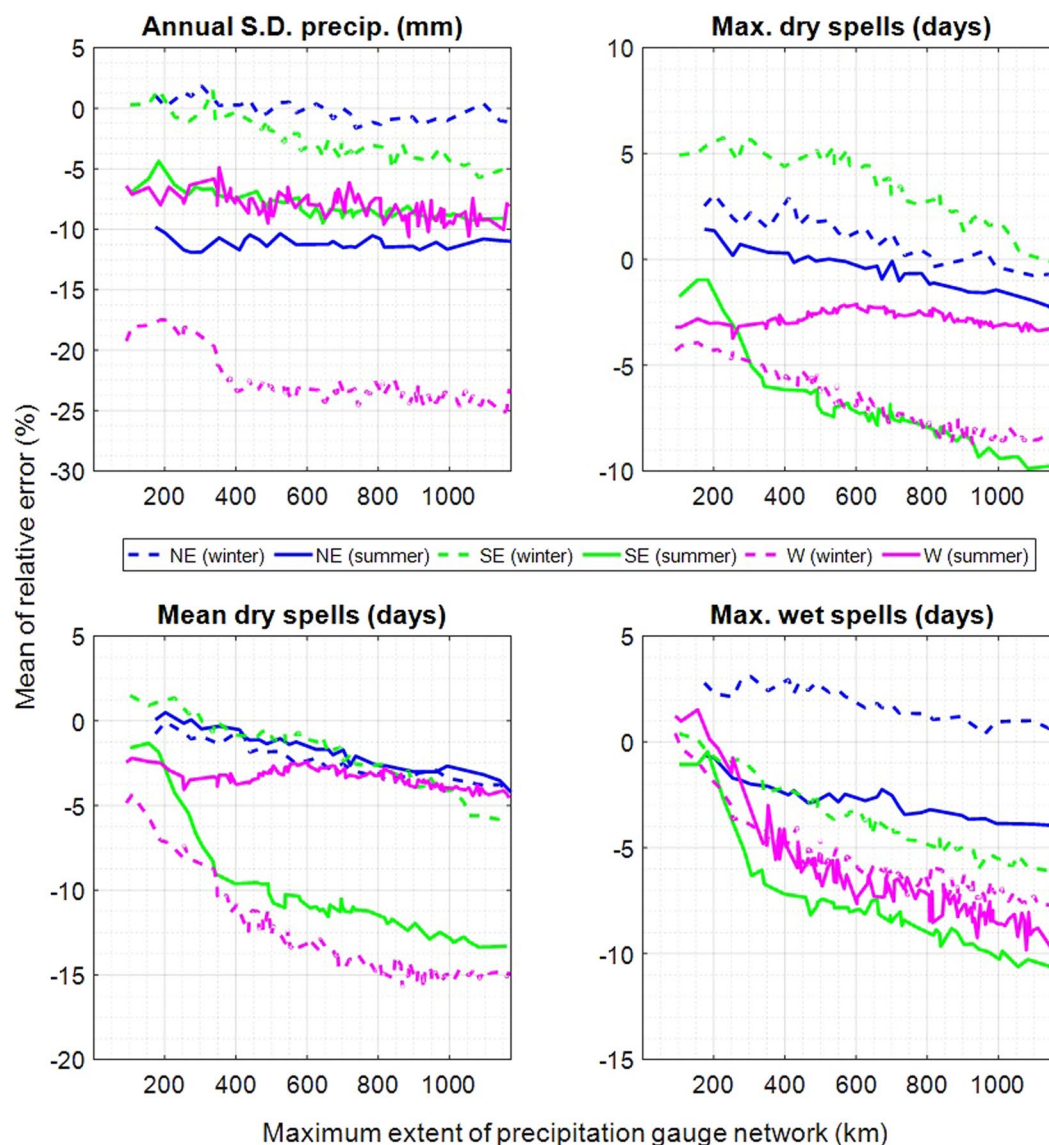 Annual S.D. precip. (mm)
Max. dry spells (days)
5
0
-5
-10
-15
-20
-25
-30
200 400 600 800 1000
10
5
0
-5
-10
200 400 600 800 1000
NE (winter) NE (summer) SE (winter) SE (summer) W (winter) W (summer)
Mean dry spells (days)
Max. wet spells (days)
5
0
-5
-10
-15
-20
200 400 600 800 1000
5
0
-5
-10
-15
200 400 600 800 1000
Mean of relative error (%)
Maximum extent of precipitation gauge network (km)